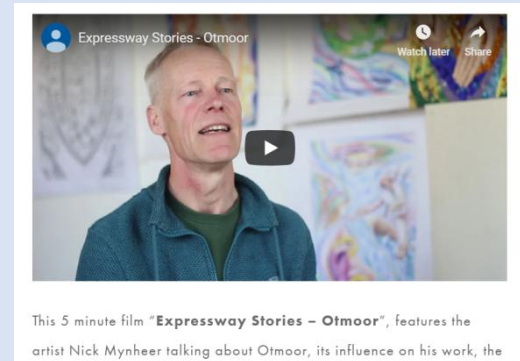 Expressway Stories - Otmoor
Watch later
Share
This 5 minute film "Expressway Stories – Otmoor", features the
artist Nick Mynheer talking about Otmoor, its influence on his work, the